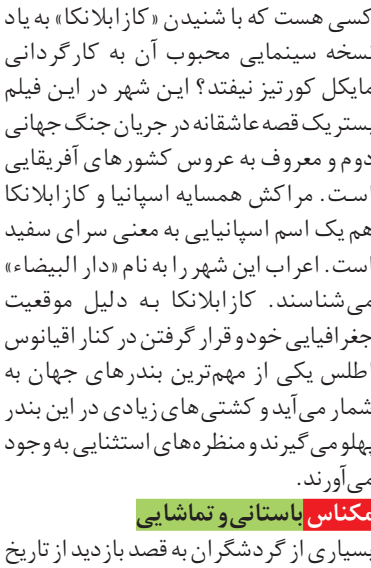 کسی هست که با شنیدن «کازابلانکا» به یاد
نسخه سینمایی محبوب آن به کارگردانی
مایکل کورتیز نیفتد؟ این شهر در این فیلم
بستر یک قصه عاشقانه در جریان جنگ جهانی
دوم و معروف به عروس کشورهای آفریقایی
است. مراکش همسایه اسپانیا و کازابلانکا
هم یک اسم اسپانیایی به معنی سرای سفید
است. اعراب این شهر را به نام «دار البیضاء»
می‌شناسند. کازابلانکا به دلیل موقعیت
جغرافیایی خود و قرار گرفتن در کنار اقیانوس
اطلس یکی از مهم‌ترین بندرهای جهان به
شمار می‌آید و کشتی‌های زیادی در این بندر
پهلو می‌گیرند و منظره‌های استثنایی به وجود
می‌آورند.
مکناس باستانی و تماشایی
بسیاری از گردشگران به قصد بازدید از تاریخ